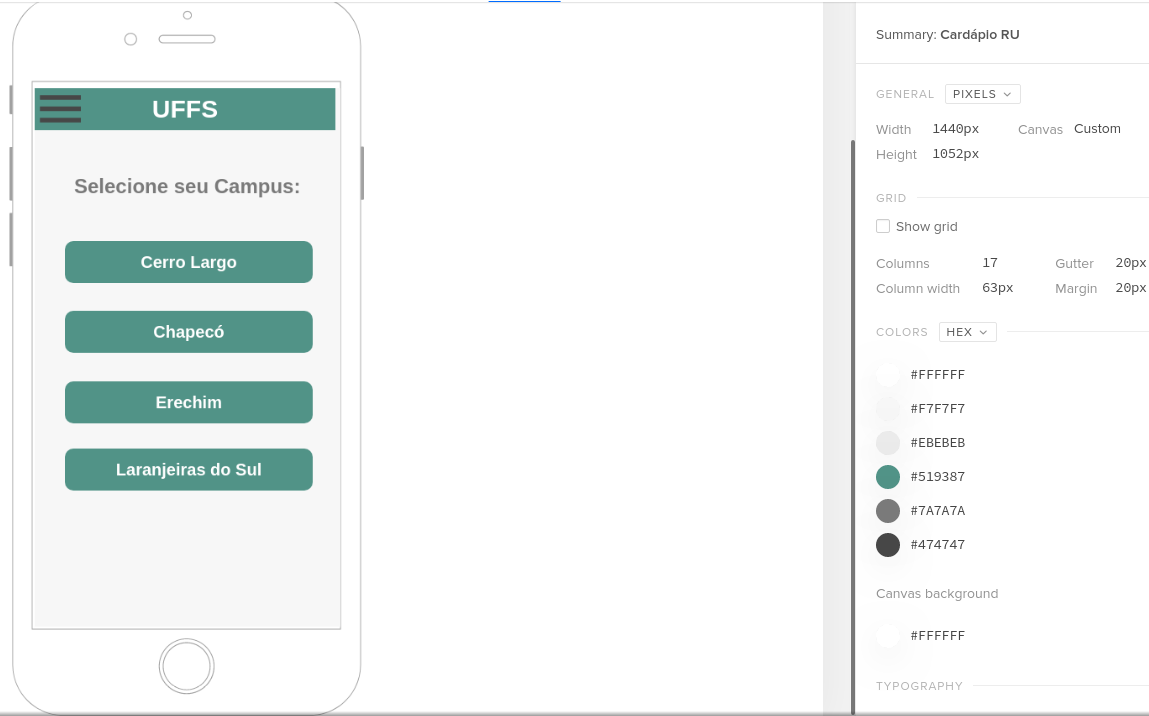 UFFS
Selecione seu Campus:
Cerro Largo
Chapecó
Erechim
Laranjeiras do Sul
Summary: Cardápio RU
GENERAL PIXELS
Width 1440px Canvas Custom
Height 1052px
GRID
Show grid
Columns 17 Gutter 20px
Column width 63px Margin 20px
COLORS HEX
#FFFFFF
#F7F7F7
#EBEBEB
#519387
#7A7A7A
#474747
Canvas background
#FFFFFF
TYPOGRAPHY